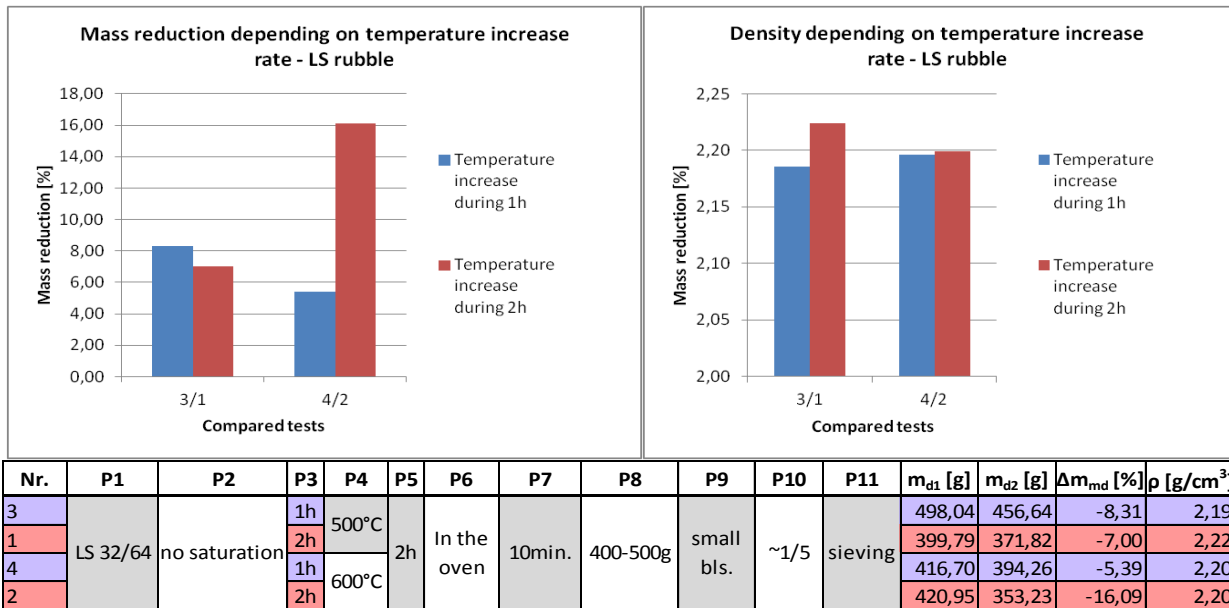 Mass reduction depending on temperature increase
rate - LS rubble
18,00
16,00
14,00
12,00
10,00
8,00
6,00
4,00
2,00
0,00
Mass reduction [%]
3/1 4/2
Compared tests
Temperature
increase
during 1h
Temperature
increase
during 2h
Density depending on temperature increase
rate - LS rubble
2,25
2,20
2,15
2,10
2,05
2,00
Mass reduction [%]
3/1 4/2
Compared tests
Temperature
increase
during 1h
Temperature
increase
during 2h
Nr. P1 P2 P3 P4 P5 P6 P7 P8 P9 P10 P11 md1 [g] md2 [g] Δmmd [%] ρ [g/cm³]
3 LS 32/64 no saturation 1h 500°C 2h In the oven 10min. 400-500g small bls. ~1/5 sieving 498,04 456,64 -8,31 2,19
1 2h 399,79 371,82 -7,00 2,22
4 1h 600°C 416,70 394,26 -5,39 2,20
2 2h 420,95 353,23 -16,09 2,20